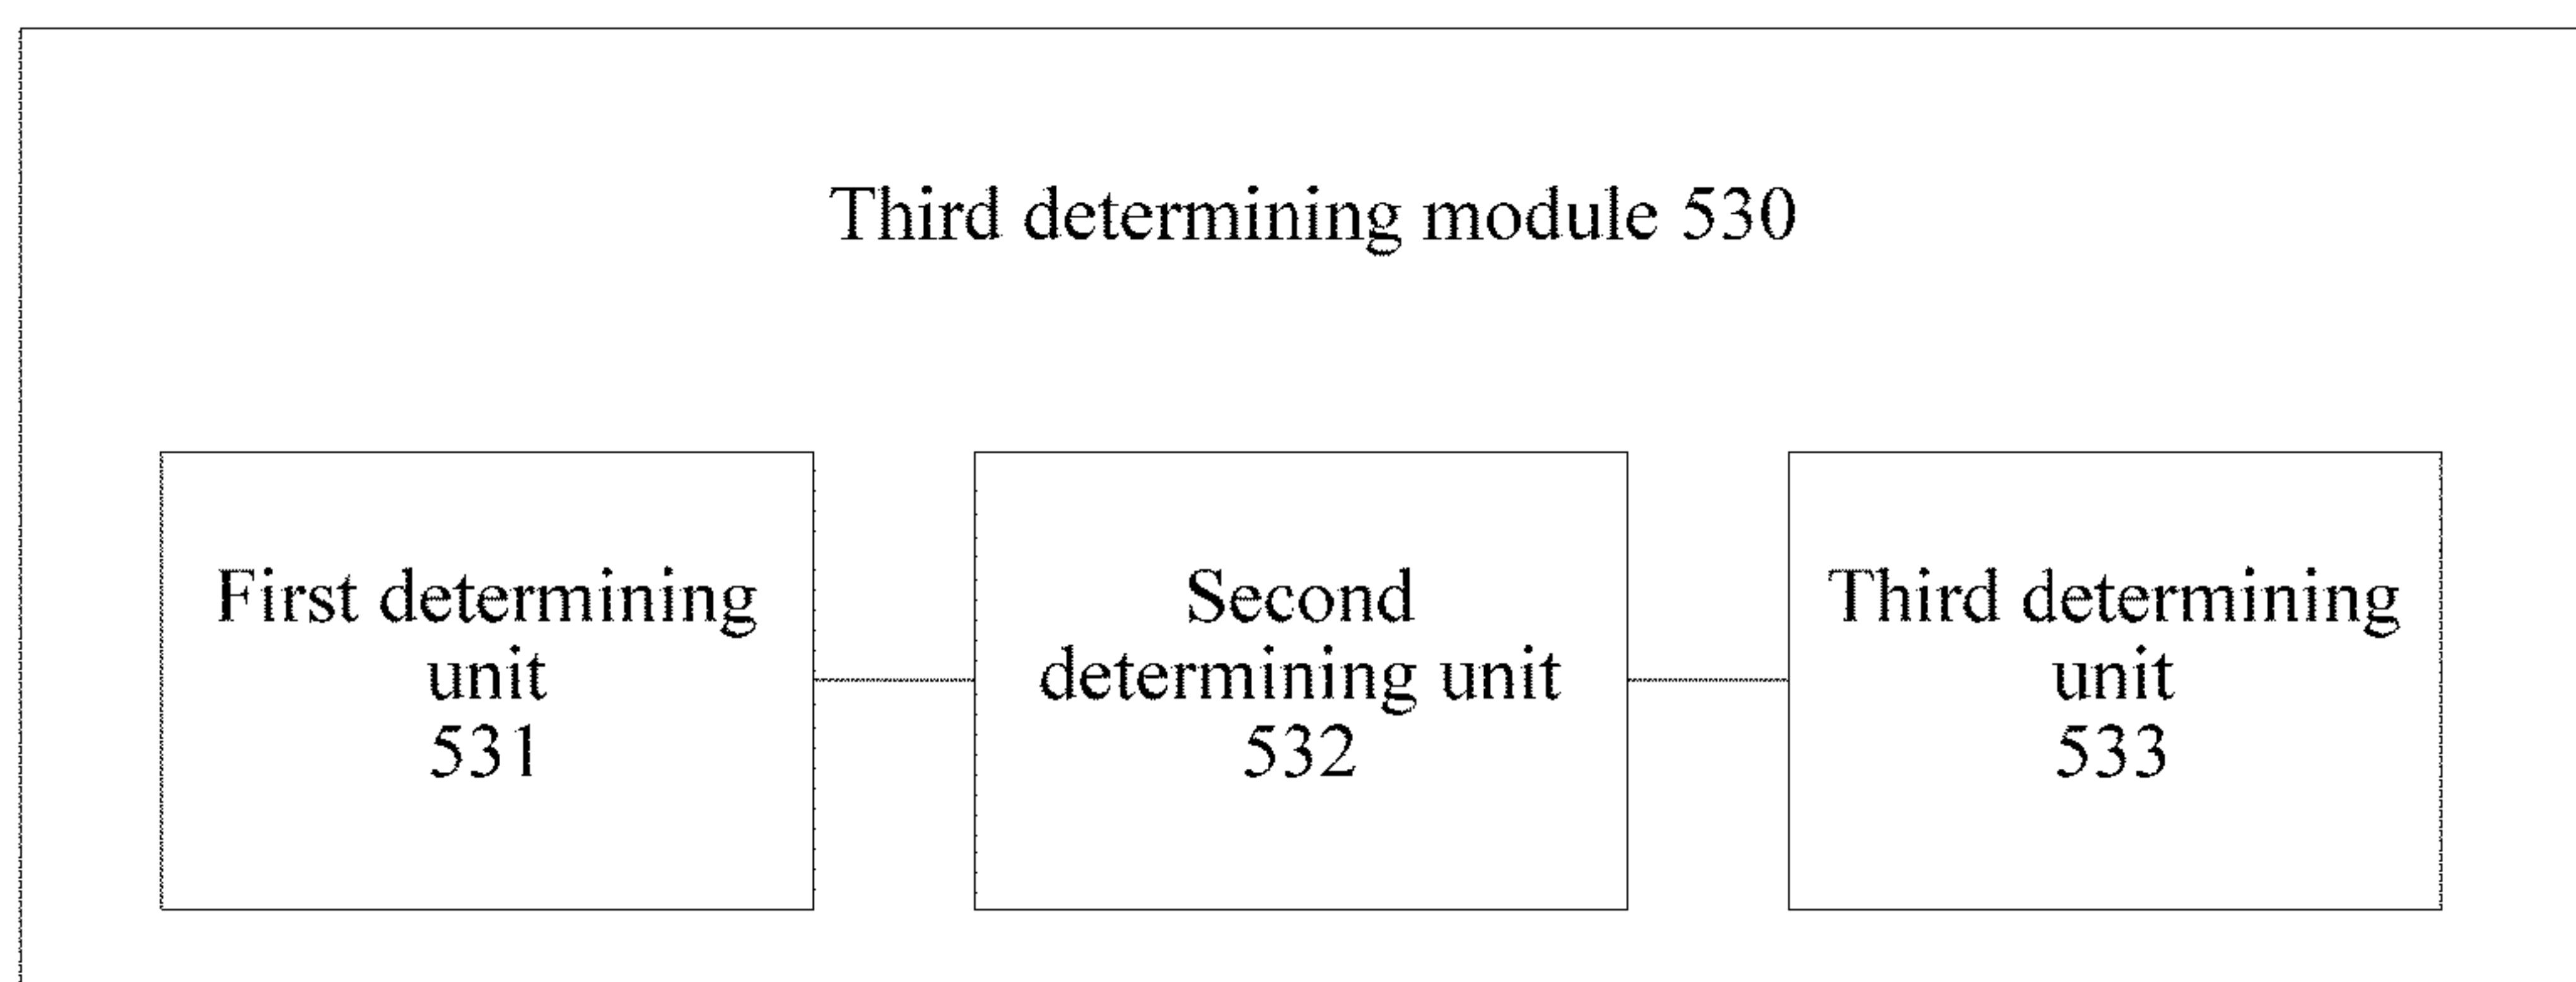 Third determining module 530
First determining
unit
531
Second
determining unit
532
Third determining
unit
533